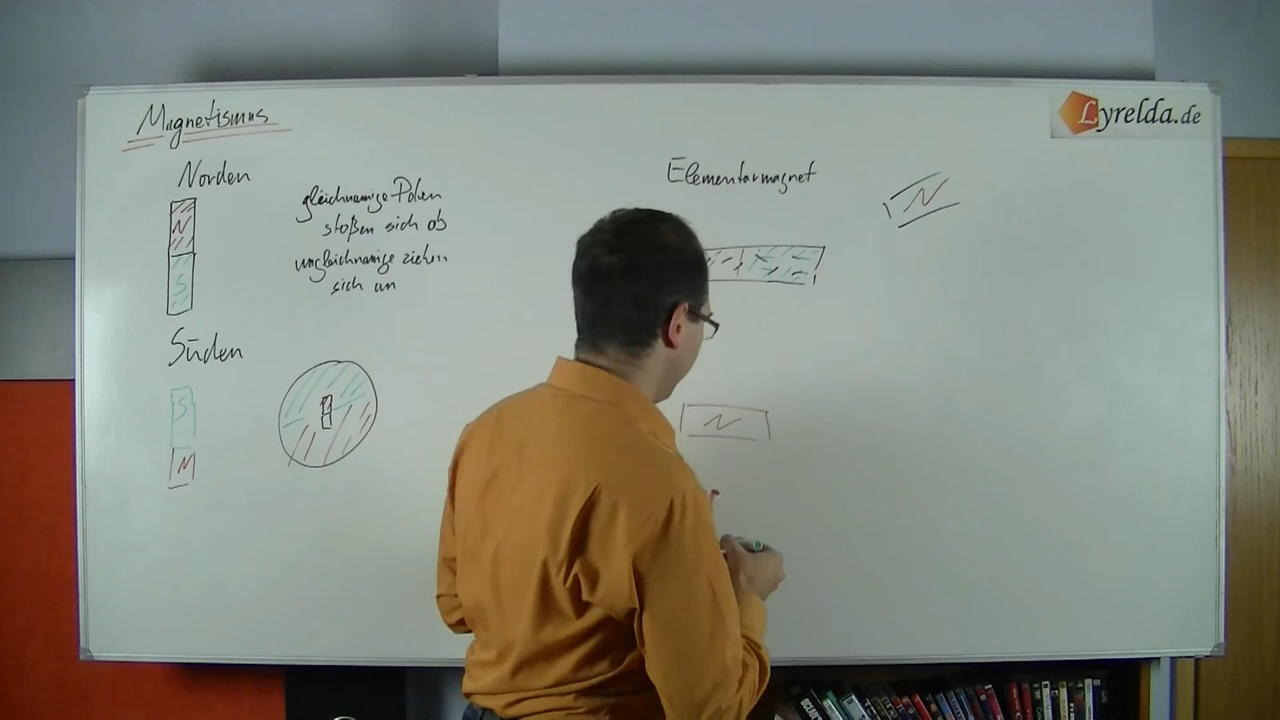 Magnetismus
Lyrelda.de
Norden
N
S
gleichnamige Polen
stoßen sich ab
ungleichnamige ziehen
sich an
Süden
S
N
Elementarmagnet
N
N